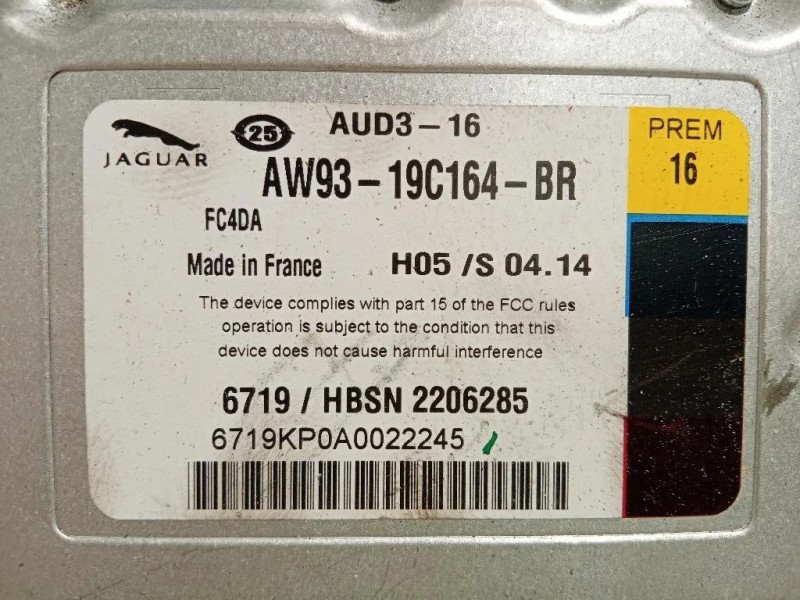 JAGUAR
25
AUD3-16
PREM
16
AW93-19C164-BR
FC4DA
Made in France
H05 /S 04.14
The device complies with part 15 of the FCC rules
operation is subject to the condition that this
device does not cause harmful interference
6719 / HBSN 2206285
6719KP0A0022245